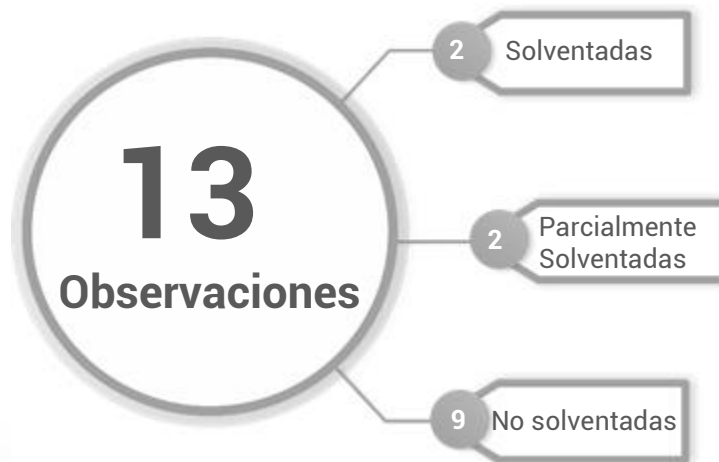 13
Observaciones
2
Solventadas
2
Parcialmente
Solventadas
9
No solventadas